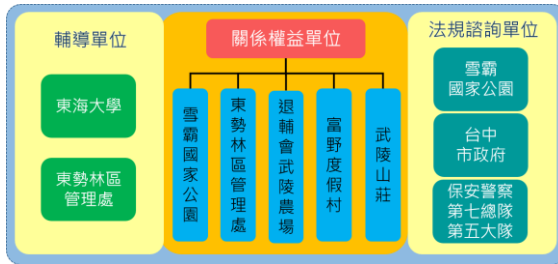 輔導單位
東海大學
東勢林區
管理處
關係權益單位
雪霸國家公園
東勢林區管理處
退輔會武陵農場
富野度假村
武陵山莊
法規諮詢單位
雪霸
國家公園
台中
市政府
保安警察
第七總隊
第五大隊